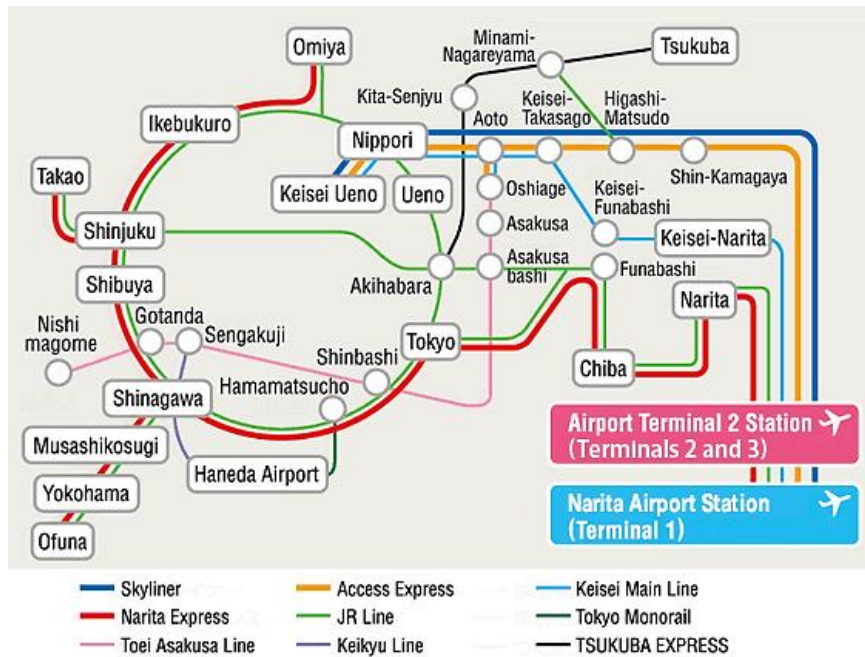 Omiya
Minami-
Nagareyama
Tsukuba
Kita-Senjyu
Keisei-
Takasago
Higashi-
Matsudo
Ikebukuro
Nippori
Aoto
Takao
Keisei Ueno
Ueno
Oshiage
Keisei-
Funabashi
Shin-Kamagaya
Shinjuku
Asakusa
Keisei-Narita
Shibuya
Akihabara
Asakusa
bashi
Funabashi
Narita
Nishi
magome
Gotanda
Sengakuji
Shinbashi
Tokyo
Chiba
Shinagawa
Hamamatsucho
Musashikosugi
Haneda Airport
Yokohama
Ofuna
Airport Terminal 2 Station
(Terminals 2 and 3)
Narita Airport Station
(Terminal 1)
Skyliner
Access Express
Keisei Main Line
Narita Express
JR Line
Tokyo Monorail
Toei Asakusa Line
Keikyu Line
TSUKUBA EXPRESS